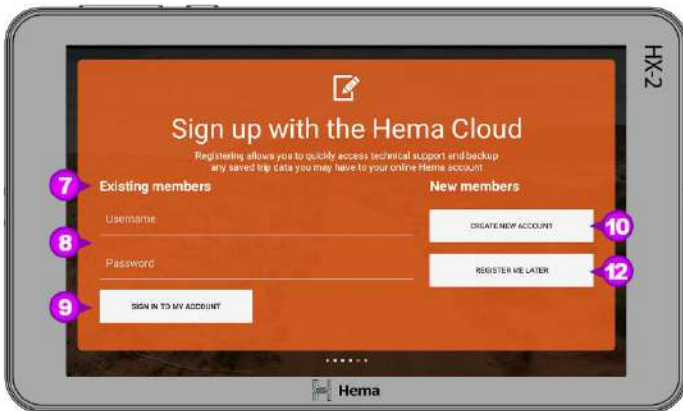 HX-2
Sign up with the Hema Cloud
Registering allows you to quickly access technical support and backup
any saved trip data you may have to your online Hema account
7
Existing members
New members
Username
CREATE NEW ACCOUNT
10
8
Password
REGISTER ME LATER
12
9
SIGN IN TO MY ACCOUNT
Hema